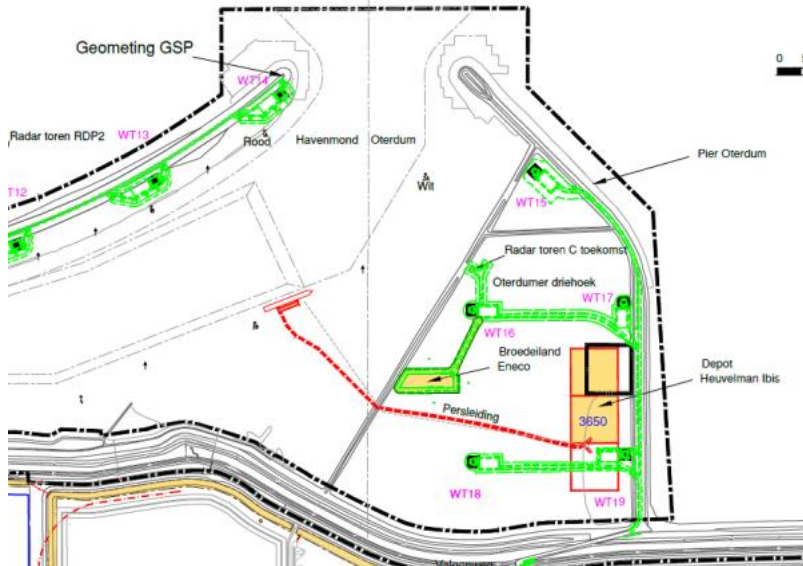 Geometing GSP
WT14
0
Radar toren RDP2
WT13
Rood
Havenmond Oterdum
Pier Oterdum
Wit
WT15
Radar toren C toekomst
Oterdumer driehoek
WT17
WT16
Broedeiland
Eneco
Depot
Heuvelman Ibis
Persleiding
3650
WT18
WT19